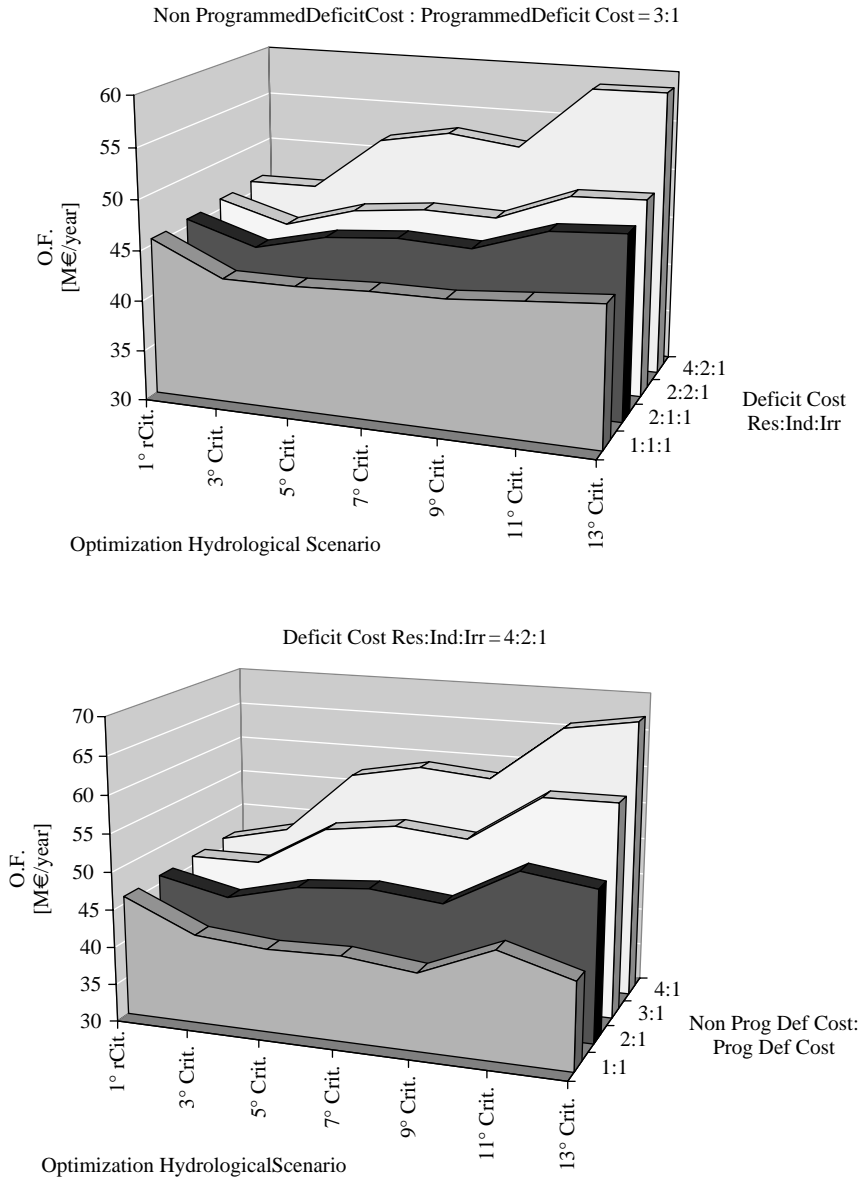 Non ProgrammedDeficitCost : ProgrammedDeficit Cost = 3:1
60
55
50
45
40
35
30
O.F.
[M€/year]
1° rCit.
3° Crit.
5° Crit.
7° Crit.
9° Crit.
11° Crit.
13° Crit.
4:2:1
2:2:1
2:1:1
1:1:1
Deficit Cost
Res:Ind:Irr
Optimization Hydrological Scenario
Deficit Cost Res:Ind:Irr = 4:2:1
70
65
60
55
50
45
40
35
30
O.F.
[M€/year]
1° rCit.
3° Crit.
5° Crit.
7° Crit.
9° Crit.
11° Crit.
13° Crit.
4:1
3:1
2:1
1:1
Non Prog Def Cost:
Prog Def Cost
Optimization HydrologicalScenario